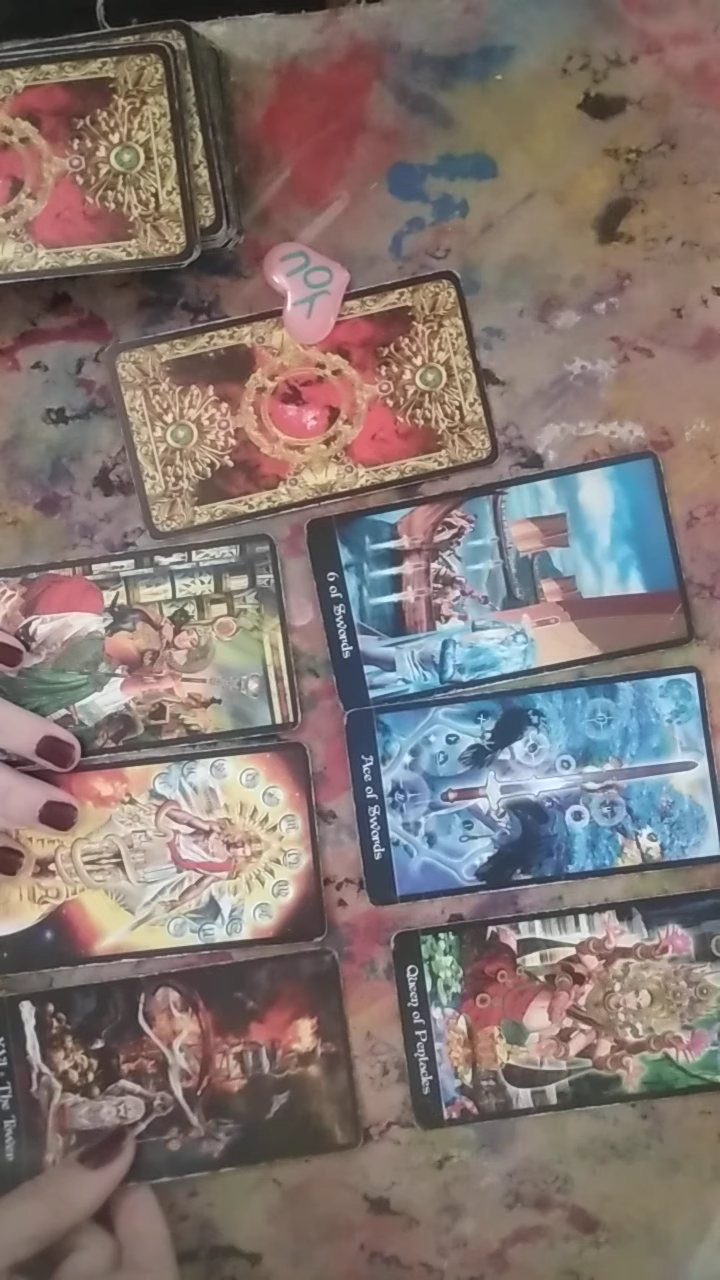 YOU
6 of Swords
Ace of Swords
Queen of Pentacles
XVI. The Tower